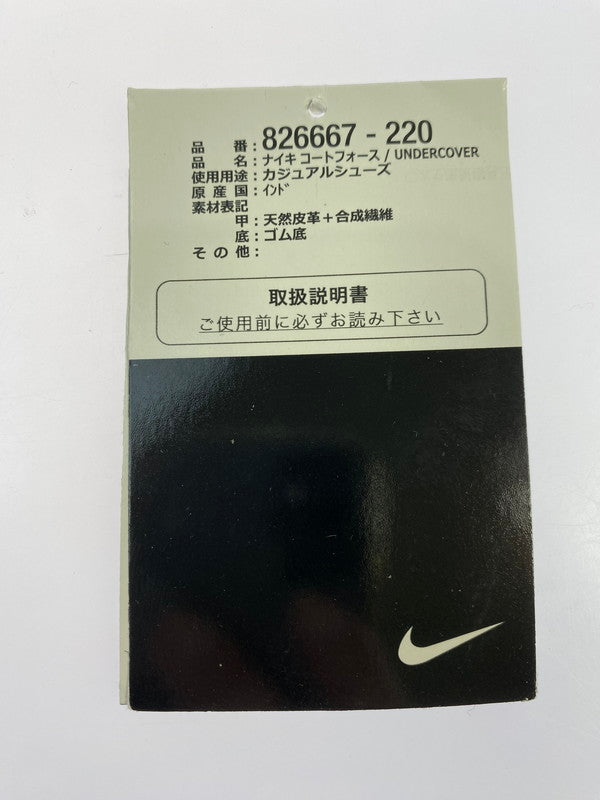 品 番：826667 - 220
品 名：ナイキ コートフォース / UNDERCOVER
使用用途：カジュアルシューズ
原 産 国：ｲﾝﾄﾞ
素材表記
甲：天然皮革＋合成繊維
底：ゴム底
そ の 他：
取扱説明書
ご使用前に必ずお読み下さい